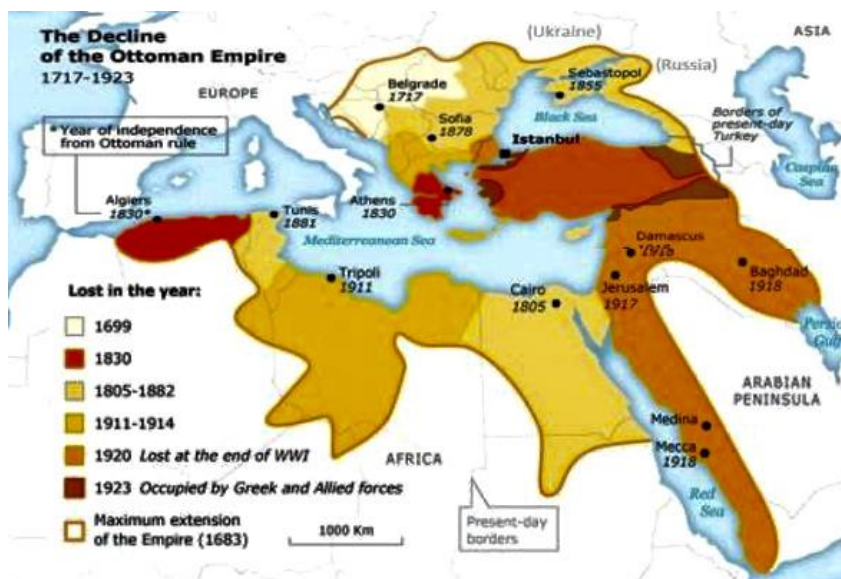 The Decline
of the Ottoman Empire
1717-1923
(Ukraine)
ASIA
(Russia)
EUROPE
Belgrade
1717
Sebastopol
1855
Sofia
1878
Black Sea
Istanbul
Borders of
present-day
Turkey
Caspian
Sea
* Year of independence
from Ottoman rule
Algiers
1830*
Tunis
1881
Athens
1830
Mediterranean Sea
Tripoli
1911
Cairo
1805
Damascus
Jerusalem
1917
Baghdad
1918
Persian
Gulf
ARABIAN
PENINSULA
Medina
Mecca
1918
Red
Sea
AFRICA
Lost in the year:
1699
1830
1805-1882
1911-1914
1920 Lost at the end of WWI
1923 Occupied by Greek and Allied forces
Maximum extension
of the Empire (1683)
1000 Km
Present-day
borders